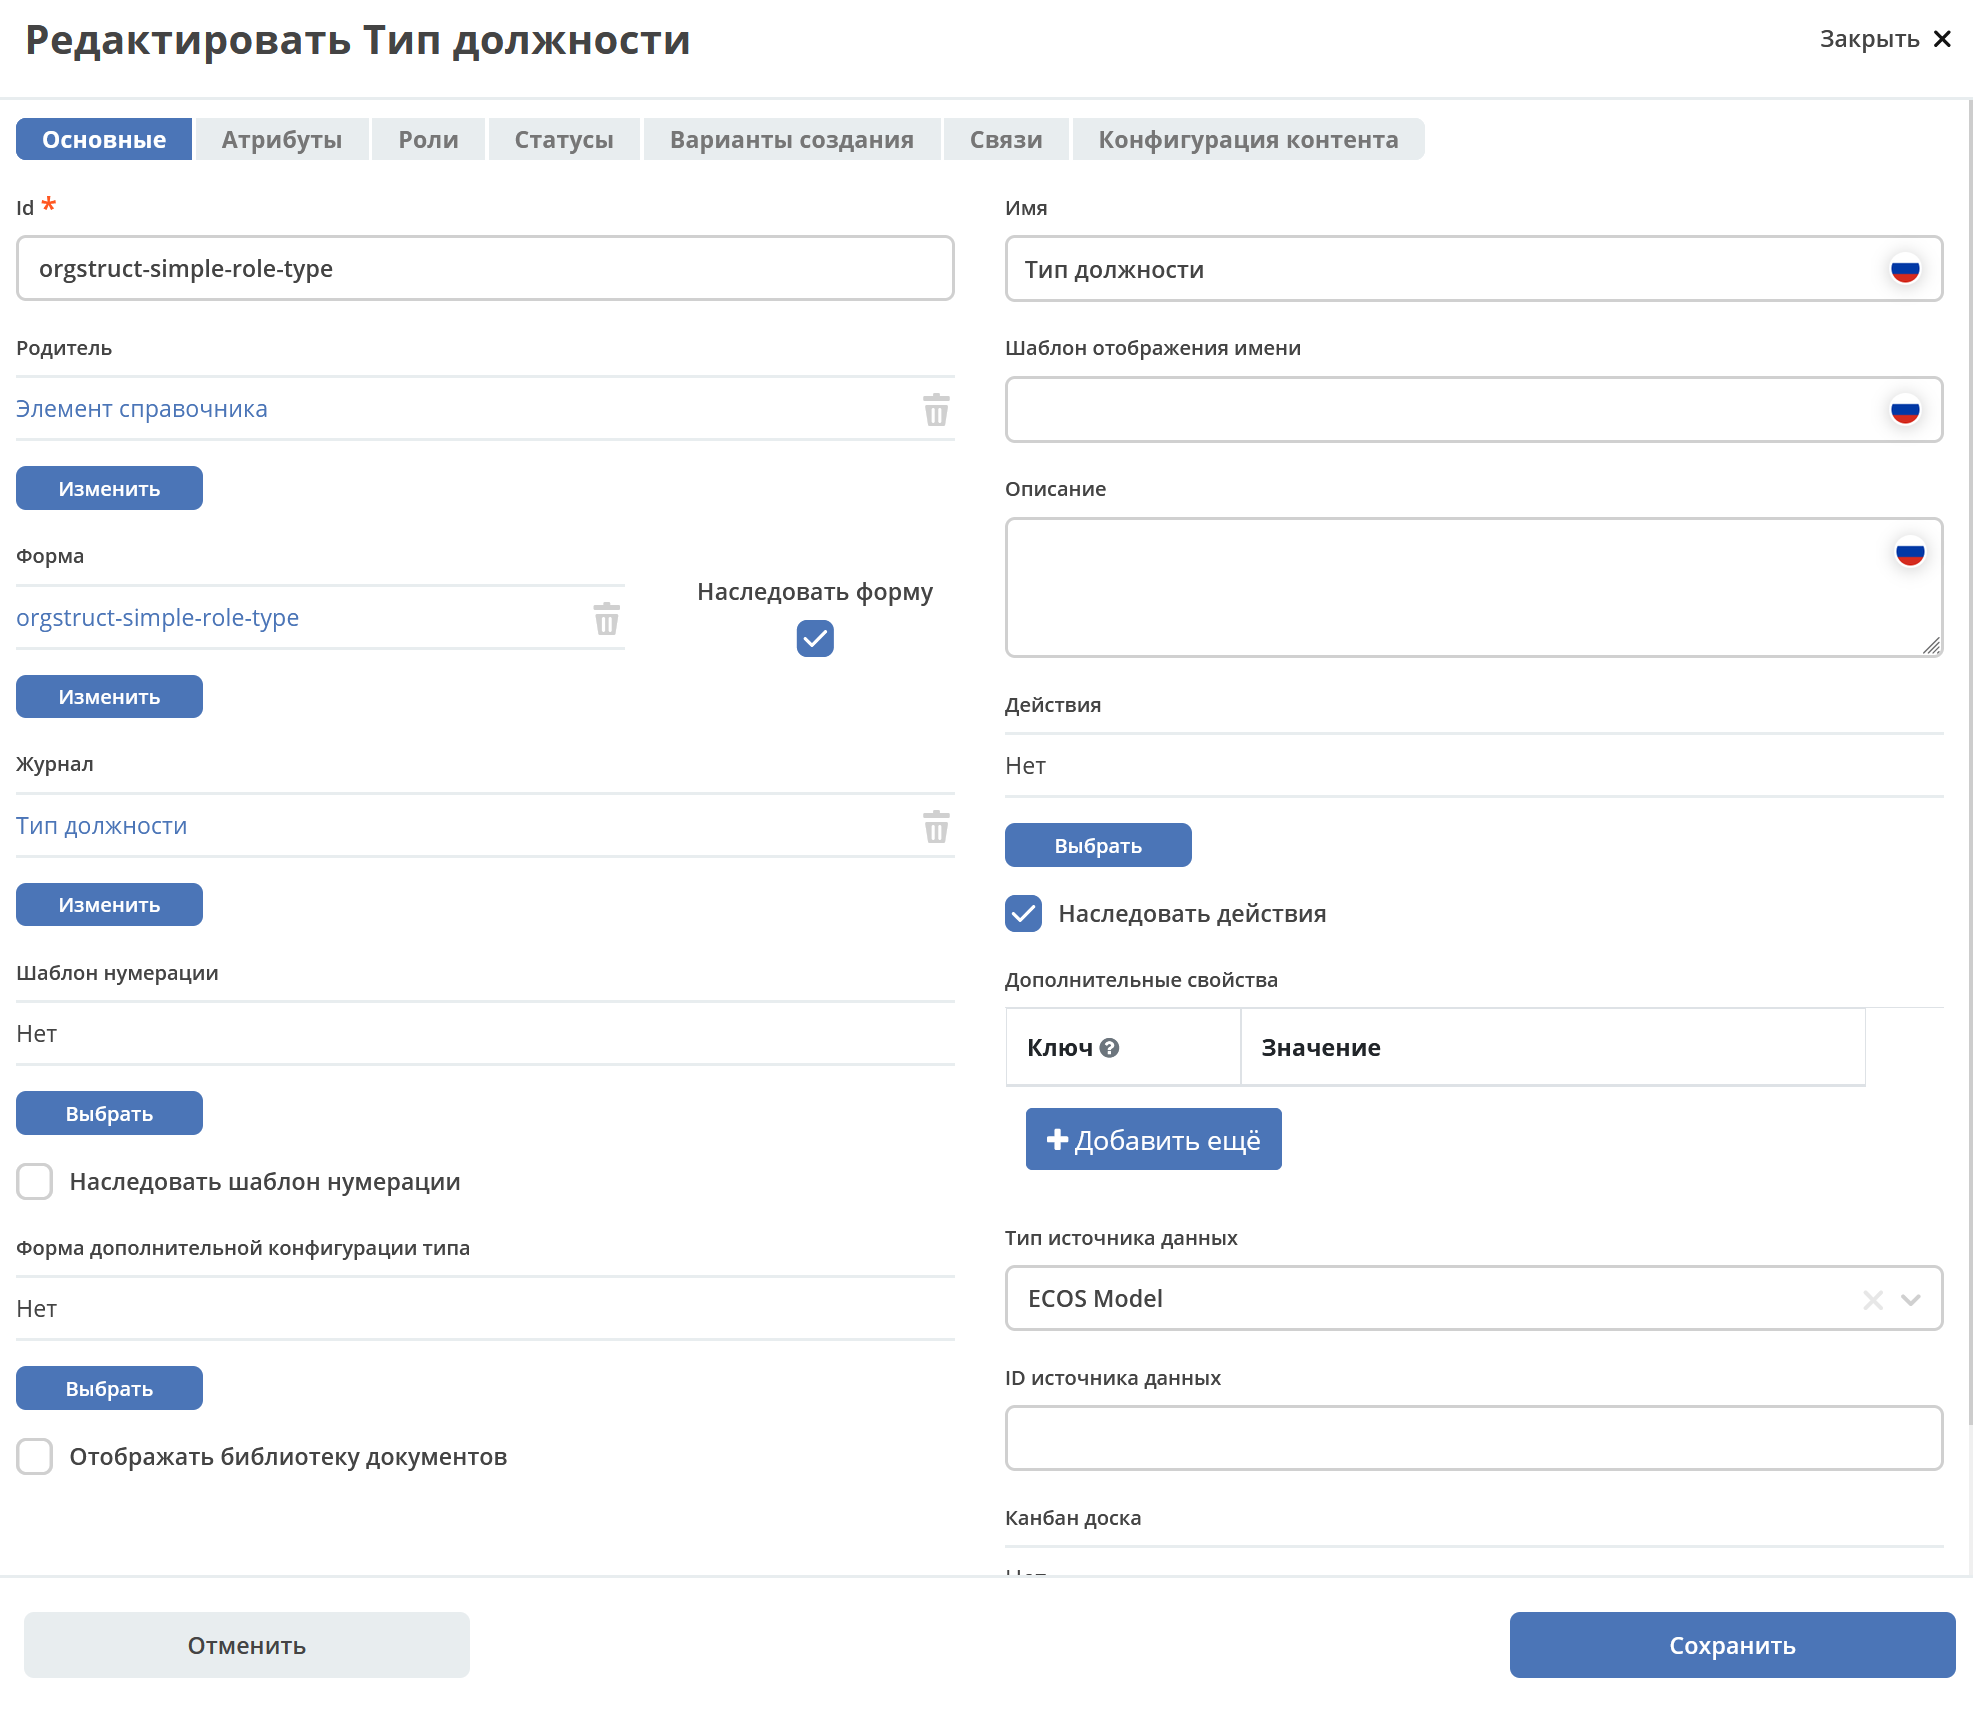 Редактировать Тип должности
Закрыть
Основные
Атрибуты
Роли
Статусы
Варианты создания
Связи
Конфигурация контента
Id *
orgstruct-simple-role-type
Родитель
Элемент справочника
Изменить
Форма
orgstruct-simple-role-type
Наследовать форму
Изменить
Журнал
Тип должности
Изменить
Шаблон нумерации
Нет
Выбрать
Наследовать шаблон нумерации
Форма дополнительной конфигурации типа
Нет
Выбрать
Отображать библиотеку документов
Имя
Тип должности
Шаблон отображения имени
Описание
Действия
Нет
Выбрать
Наследовать действия
Дополнительные свойства
Ключ
Значение
Добавить ещё
Тип источника данных
ECOS Model
ID источника данных
Канбан доска
Отменить
Сохранить